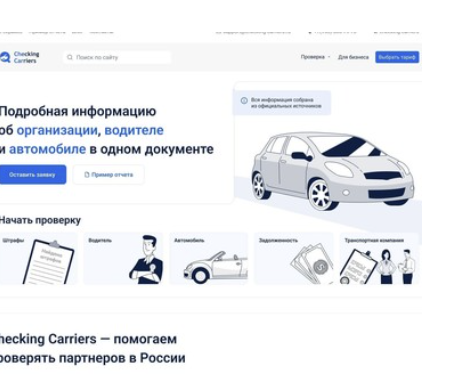 Checking
Carriers
Поиск по сайту
Проверка
Для бизнеса
Выбрать тариф
Подробная информацию
об организации, водителе
и автомобиле в одном документе
Вся информация собрана
из официальных источников
Оставить заявку
Пример отчета
Начать проверку
Штрафы
Водитель
Автомобиль
Задолженность
Транспортная компания
hecking Carriers — помогаем
роверять партнеров в России